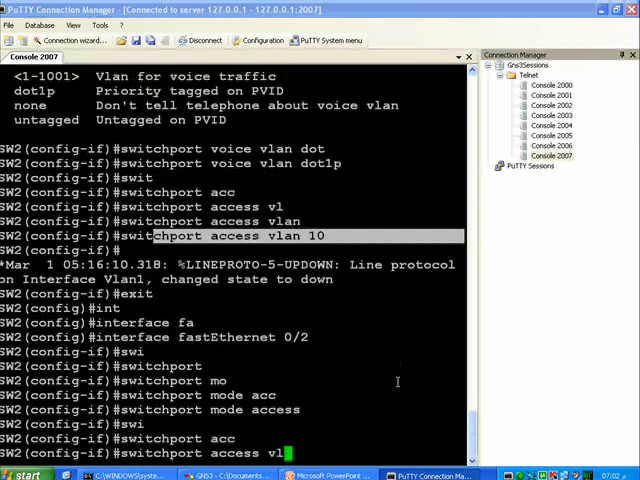 PuTTY Connection Manager - [Connected to server 127.0.0.1 - 127.0.0.1:2007]
File Database View Tools
Connection wizard... Disconnect Configuration PuTTY System menu
Console 2007
<1-1001> Vlan for voice traffic
dot1p Priority tagged on PVID
none Don't tell telephone about voice vlan
untagged Untagged on PVID
SW2(config-if)#switchport voice vlan dot
SW2(config-if)#switchport voice vlan dot1p
SW2(config-if)#swit
SW2(config-if)#switchport acc
SW2(config-if)#switchport access vl
SW2(config-if)#switchport access vlan
SW2(config-if)#switchport access vlan 10
SW2(config-if)#
*Mar 1 05:16:10.318: %LINEPROTO-5-UPDOWN: Line protocol
on Interface Vlan1, changed state to down
SW2(config-if)#exit
SW2(config)#int
SW2(config)#interface fa
SW2(config)#interface fastEthernet 0/2
SW2(config-if)#swi
SW2(config-if)#switchport
SW2(config-if)#switchport mo
SW2(config-if)#switchport mode acc
SW2(config-if)#switchport mode access
SW2(config-if)#swi
SW2(config-if)#switchport acc
SW2(config-if)#switchport access vl
Connection Manager
Gns3Sessions
Telnet
Console 2000
Console 2001
Console 2002
Console 2003
Console 2004
Console 2005
Console 2006
Console 2007
PuTTY Sessions
start
C:\WINDOWS\system...
GNS3 - C:\Documents...
Microsoft PowerPoint ...
PuTTY Connection Ma...
07:02